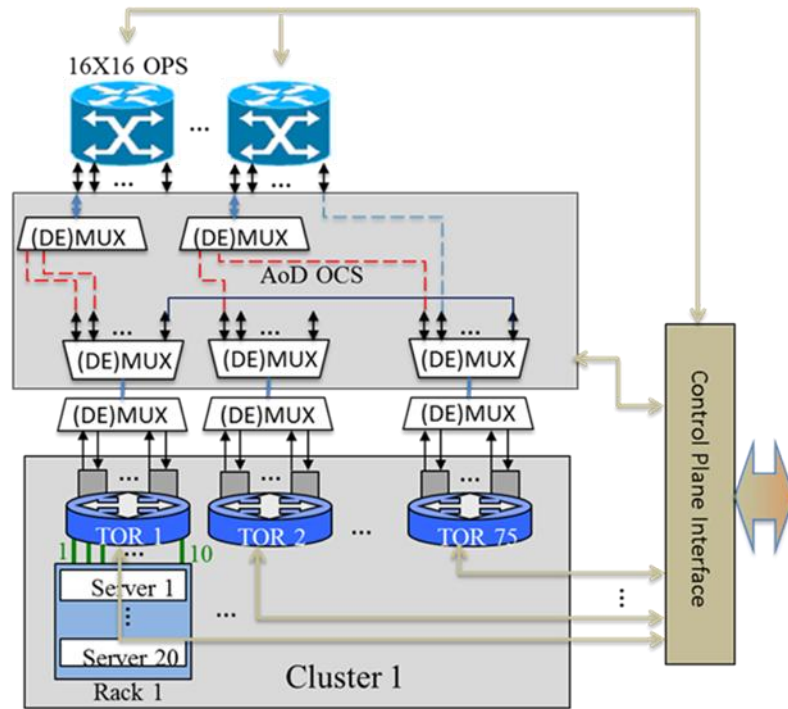 16X16 OPS
...
... ...
(DE)MUX (DE)MUX
AoD OCS
... ... ...
(DE)MUX (DE)MUX (DE)MUX
(DE)MUX (DE)MUX (DE)MUX
... ... ...
TOR 1 TOR 2 ... TOR 75
1 ... 10
Server 1
... ... ...
Server 20
Rack 1
Cluster 1
Control Plane Interface